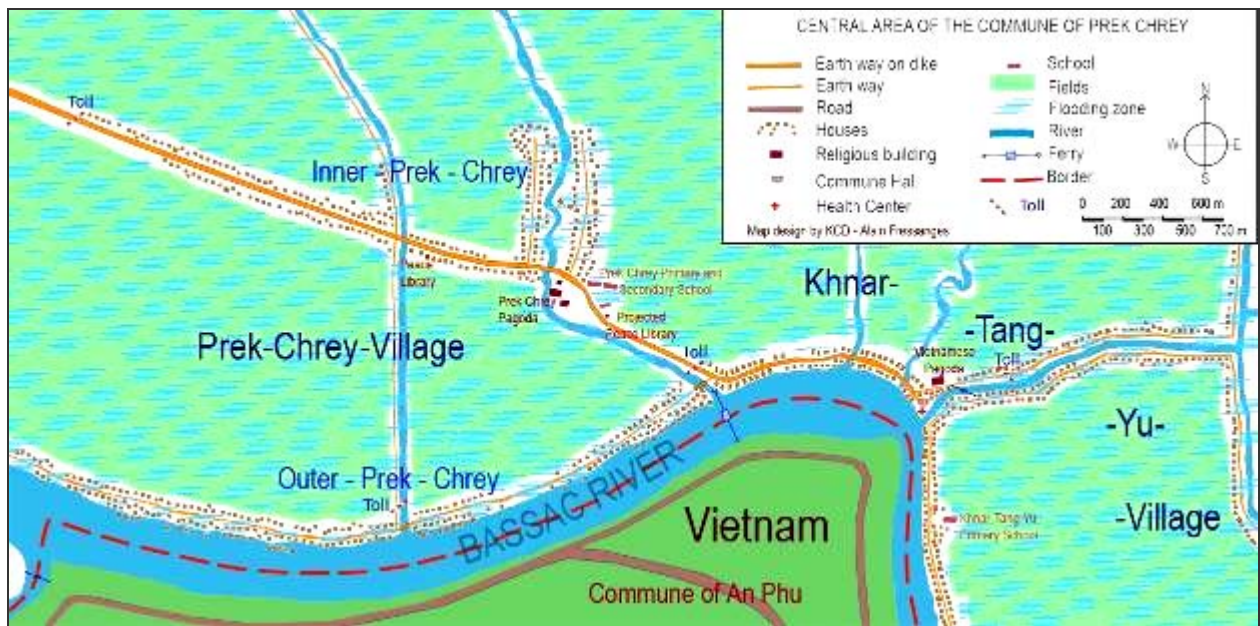 CENTRAL AREA OF THE COMMUNE OF PREK CHREY
Earth way on dike
Earth way
Road
Houses
Religious building
Commune Hal
Health Center
School
Fields
Flooding zone
River
Ferry
Border
Toll
N
W
E
S
0 200 400 600 m
100 300 500 700 m
Map design by KCD - Alain Fressanges
Toll
Inner - Prek - Chrey
Peace
Library
Prek Chrey
Pagoda
Prek Chrey Primary and
Secondary School
Projected
Peace Library
Toll
Prek-Chrey-Village
Outer - Prek - Chrey
Toll
BASSAC RIVER
Khnar-
-Tang-
Vietnamese
Pagoda
Toll
-Yu-
-Village
Khnar Tang Yu
Primary School
Vietnam
Commune of An Phu